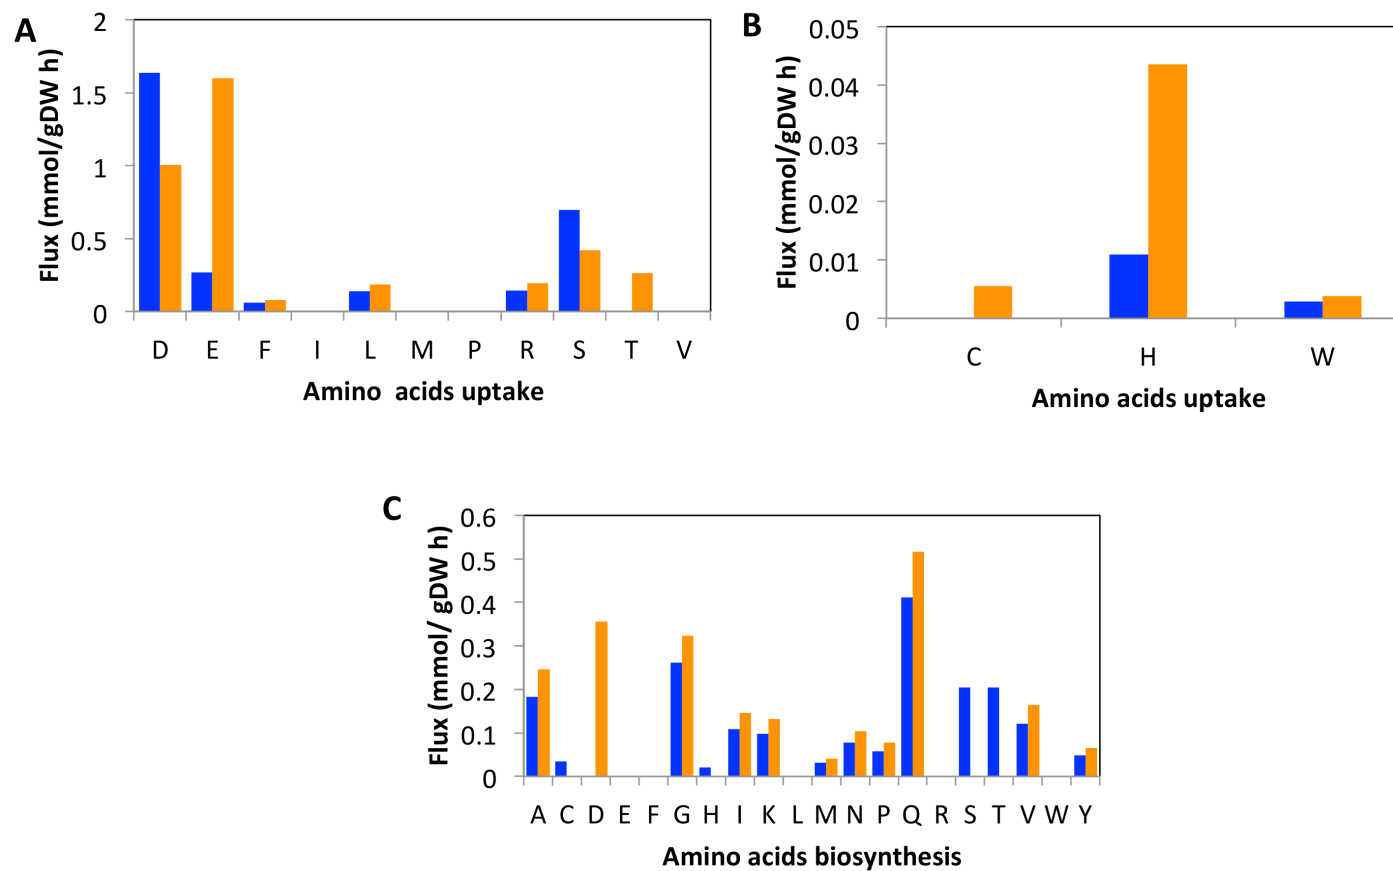 A
Flux (mmol/gDW h)
2
1.5
1
0.5
0
D E F I L M P R S T V
Amino acids uptake
B
Flux (mmol/gDW h)
0.05
0.04
0.03
0.02
0.01
0
C H W
Amino acids uptake
C
Flux (mmol/ gDW h)
0.6
0.5
0.4
0.3
0.2
0.1
0
A C D E F G H I K L M N P Q R S T V W Y
Amino acids biosynthesis